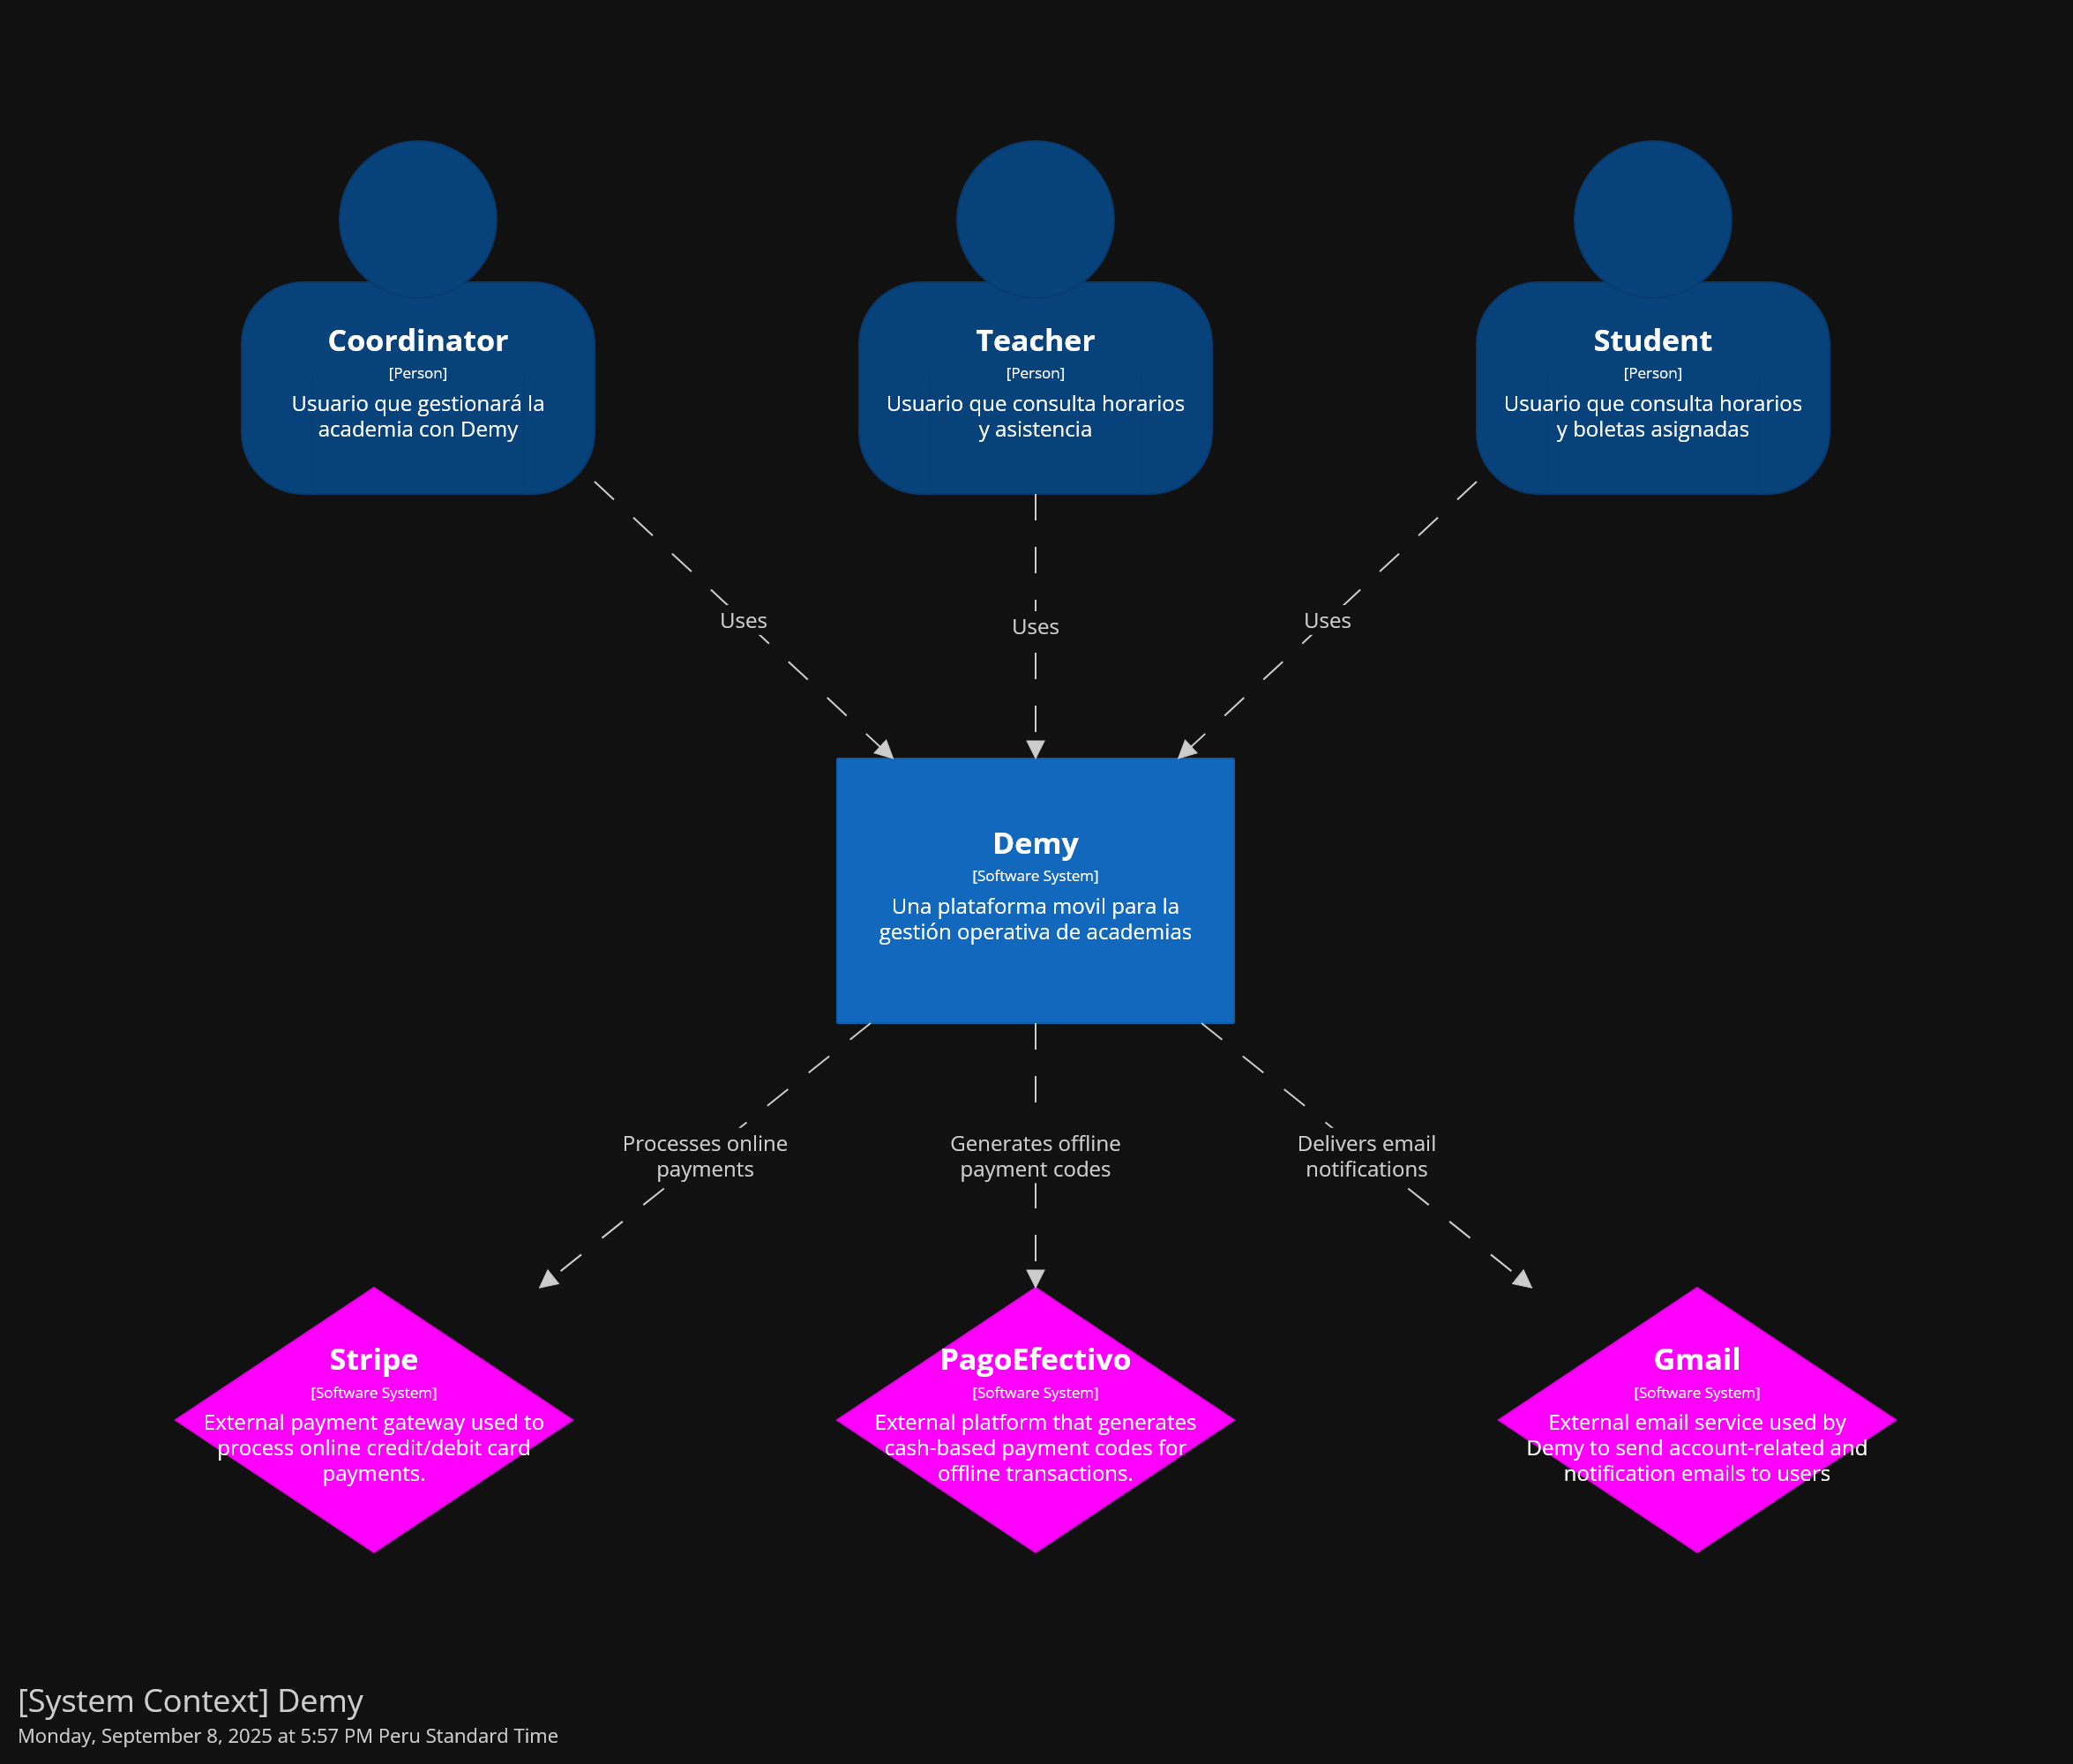 Coordinator
[Person]
Usuario que gestionará la
academia con Demy
Teacher
[Person]
Usuario que consulta horarios
y asistencia
Student
[Person]
Usuario que consulta horarios
y boletas asignadas
Uses
Uses
Uses
Demy
[Software System]
Una plataforma movil para la
gestión operativa de academias
Processes online
payments
Generates offline
payment codes
Delivers email
notifications
Stripe
[Software System]
External payment gateway used to
process online credit/debit card
payments.
PagoEfectivo
[Software System]
External platform that generates
cash-based payment codes for
offline transactions.
Gmail
[Software System]
External email service used by
Demy to send account-related and
notification emails to users
[System Context] Demy
Monday, September 8, 2025 at 5:57 PM Peru Standard Time